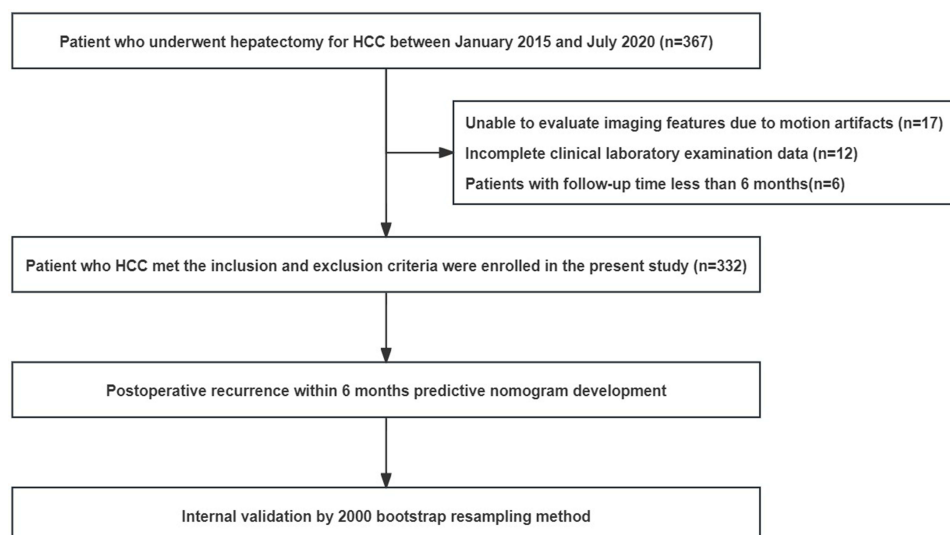 Patient who underwent hepatectomy for HCC between January 2015 and July 2020 (n=367)
Unable to evaluate imaging features due to motion artifacts (n=17)
Incomplete clinical laboratory examination data (n=12)
Patients with follow-up time less than 6 months(n=6)
Patient who HCC met the inclusion and exclusion criteria were enrolled in the present study (n=332)
Postoperative recurrence within 6 months predictive nomogram development
Internal validation by 2000 bootstrap resampling method